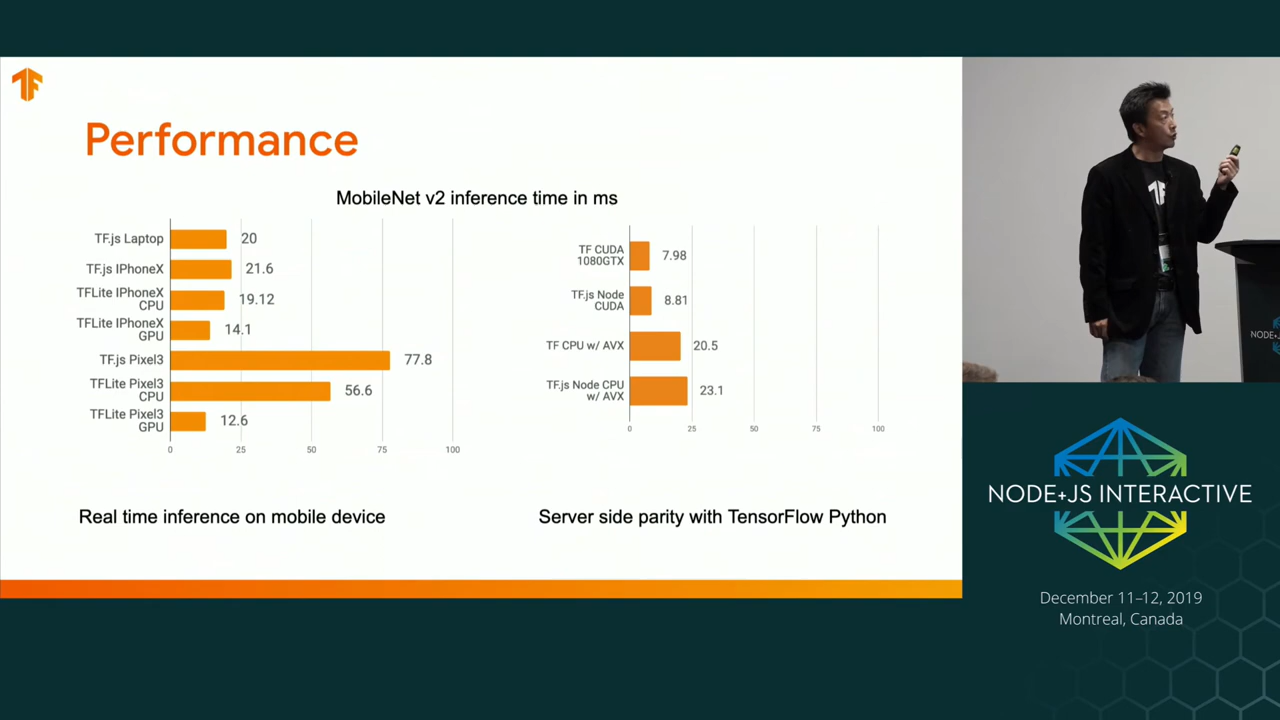 Performance
MobileNet v2 inference time in ms
TF.js Laptop
20
TF.js IPhoneX
21.6
TFLite IPhoneX
CPU
19.12
TFLite IPhoneX
GPU
14.1
TF.js Pixel3
77.8
TFLite Pixel3
CPU
56.6
TFLite Pixel3
GPU
12.6
0 25 50 75 100
Real time inference on mobile device
TF CUDA
1080GTX
7.98
TF.js Node
CUDA
8.81
TF CPU w/ AVX
20.5
TF.js Node CPU
w/ AVX
23.1
0 25 50 75 100
Server side parity with TensorFlow Python
NODE+JS INTERACTIVE
December 11–12, 2019
Montreal, Canada